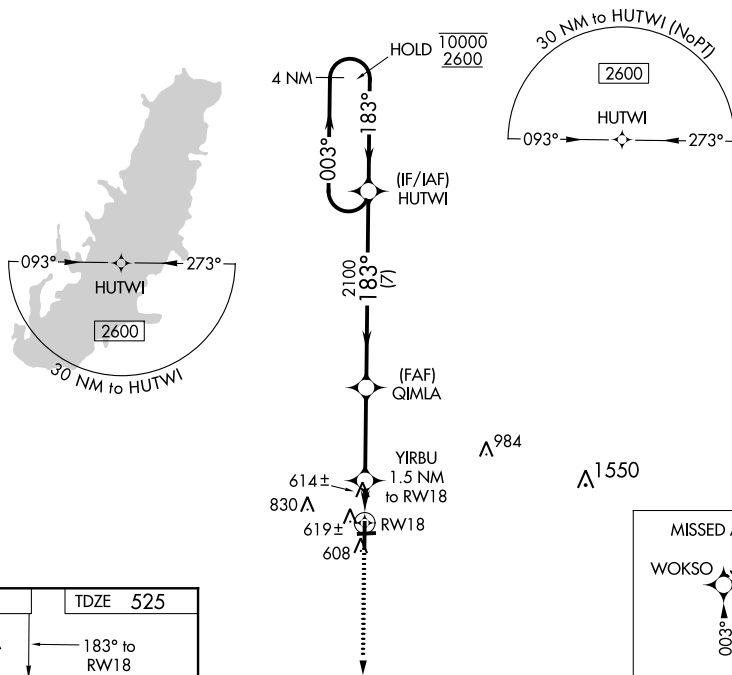 30 NM to HUTWI (NoPT)
2600
HUTWI
093°
273°
HOLD 10000
2600
4 NM
003°
183°
(IF/IAF)
HUTWI
2100
183°
(7)
093°
273°
HUTWI
2600
30 NM to HUTWI
(FAF)
QIMLA
YIRBU
1.5 NM
to RW18
984
1550
614±
830
619±
RW18
608
MISSED
WOKSO
003°
TDZE 525
183° to
RW18